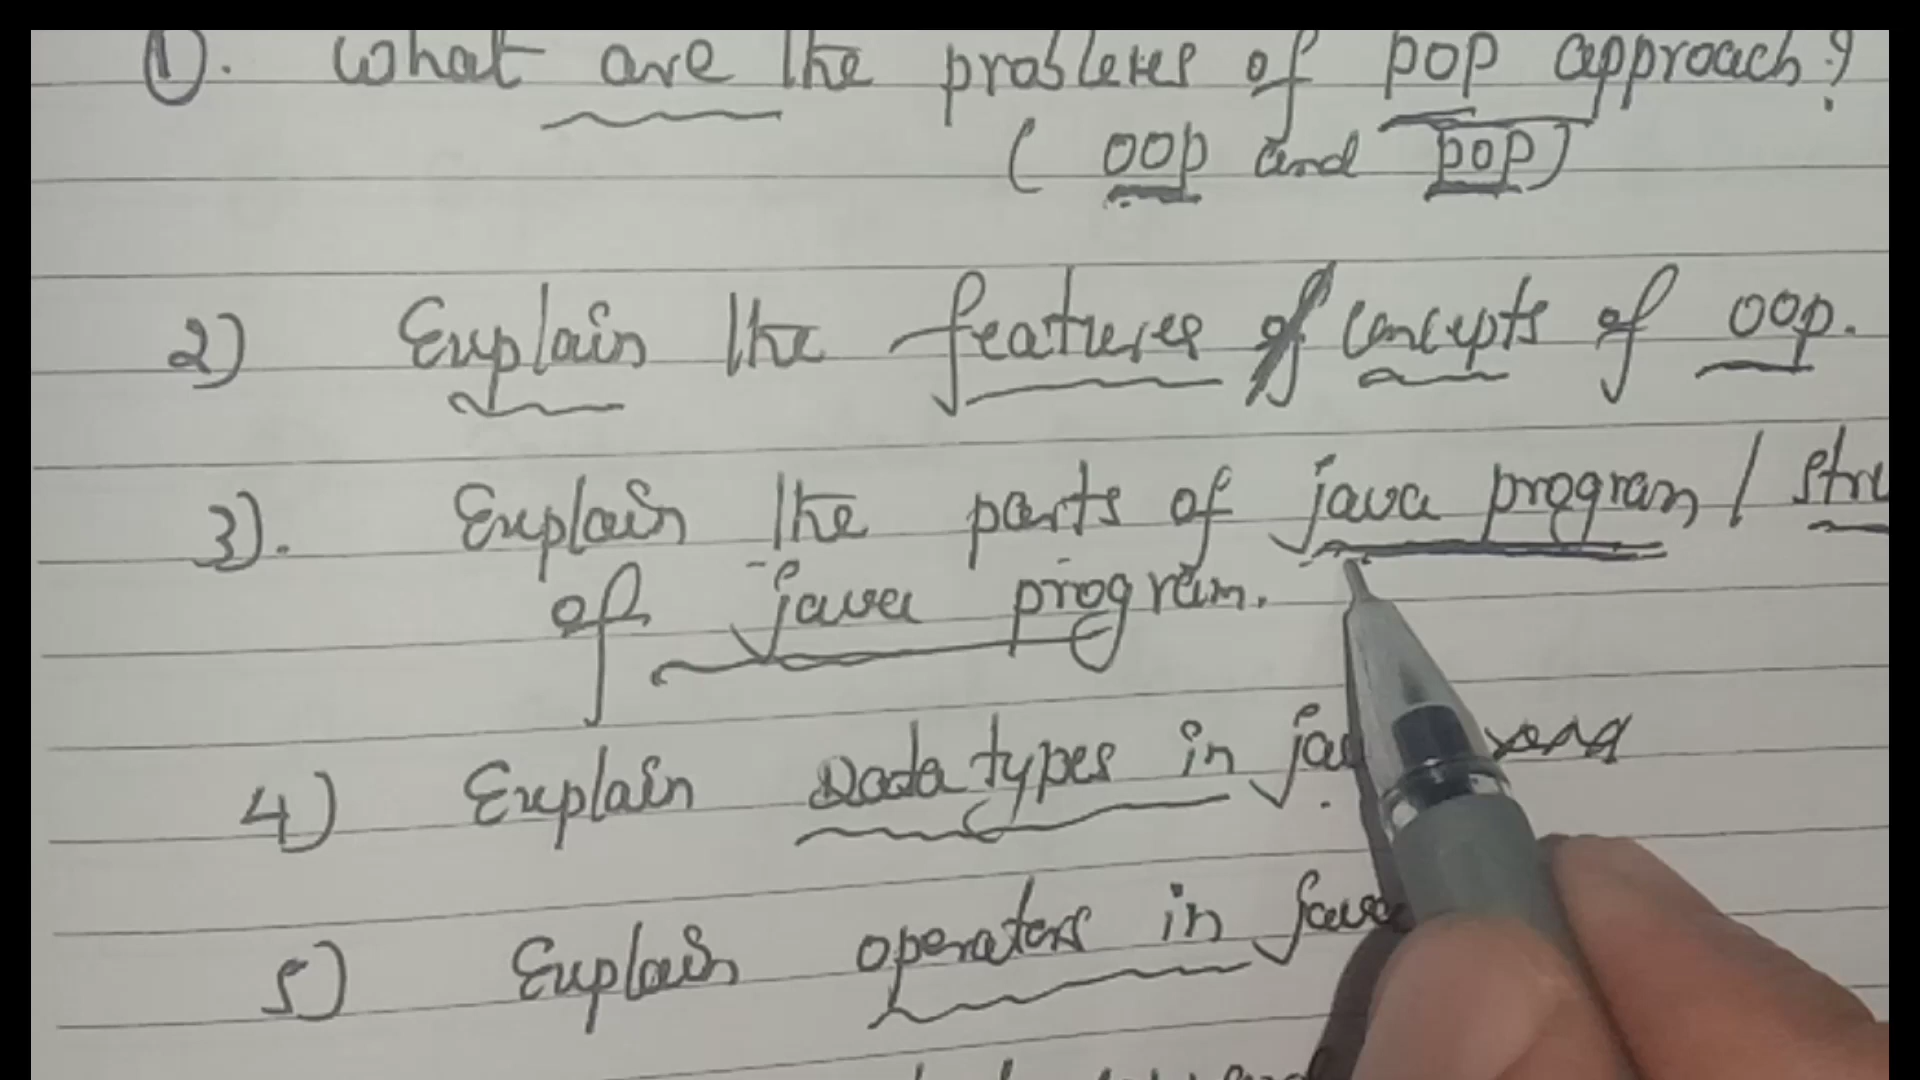 ①. What are the problems of pop approach?
( oop and pop)
2) Explain the features of concepts of oop.
3). Explain the parts of java program / stru
of java program.
4) Explain Data types in
5) Explain operators in java